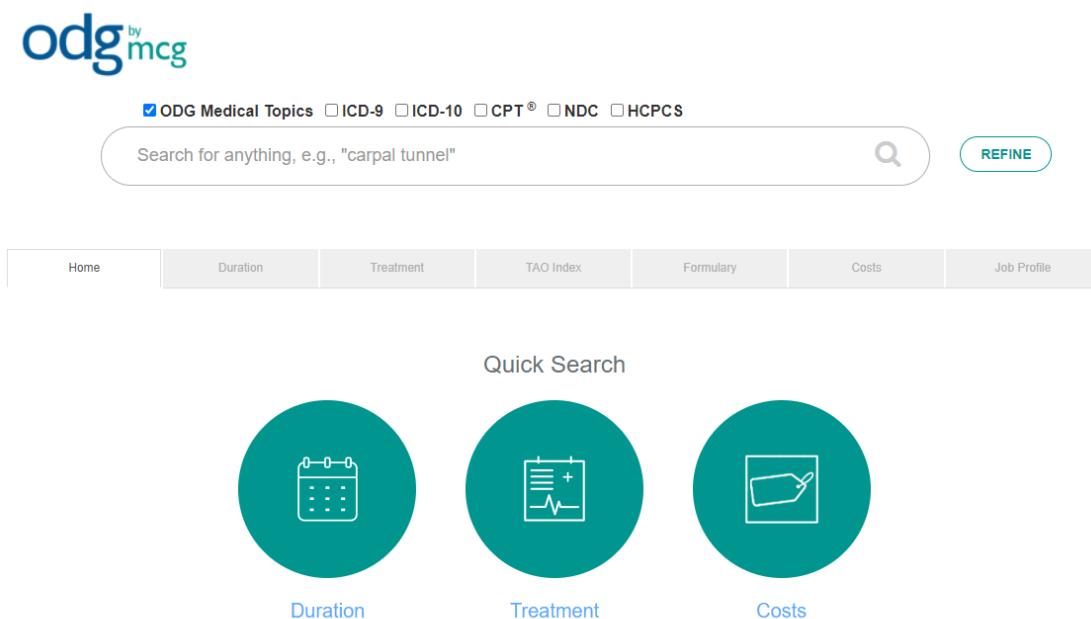 odg by mcg
ODG Medical Topics ICD-9 ICD-10 CPT® NDC HCPCS
Search for anything, e.g., "carpal tunnel"
REFINE
Home Duration Treatment TAO Index Formulary Costs Job Profile
Quick Search
Duration Treatment Costs